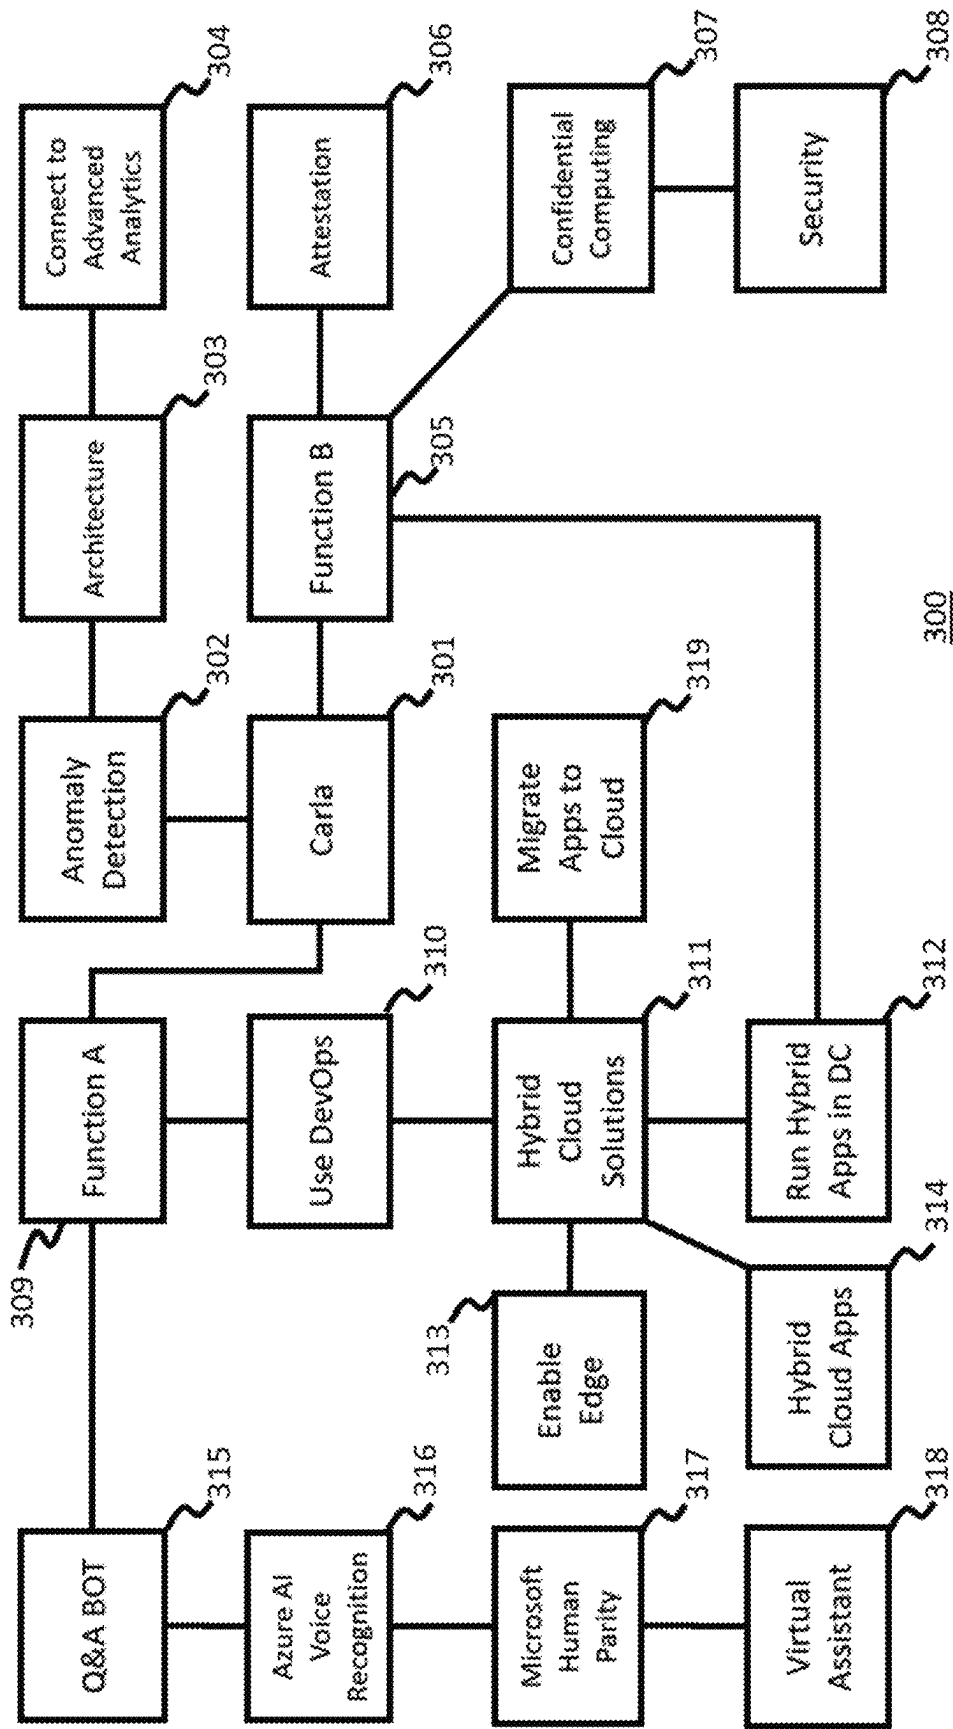 Q&A BOT
315
309
Function A
Anomaly
Detection
302
Architecture
303
Connect to
Advanced
Analytics
304
Azure AI
Voice
Recognition
316
Use DevOps
310
Carla
301
Function B
305
Attestation
306
Microsoft
Human
Parity
317
313
Enable
Edge
Hybrid
Cloud
Solutions
311
Migrate
Apps to
Cloud
319
Confidential
Computing
307
Virtual
Assistant
318
Hybrid
Cloud Apps
314
Run Hybrid
Apps in DC
312
Security
308
300